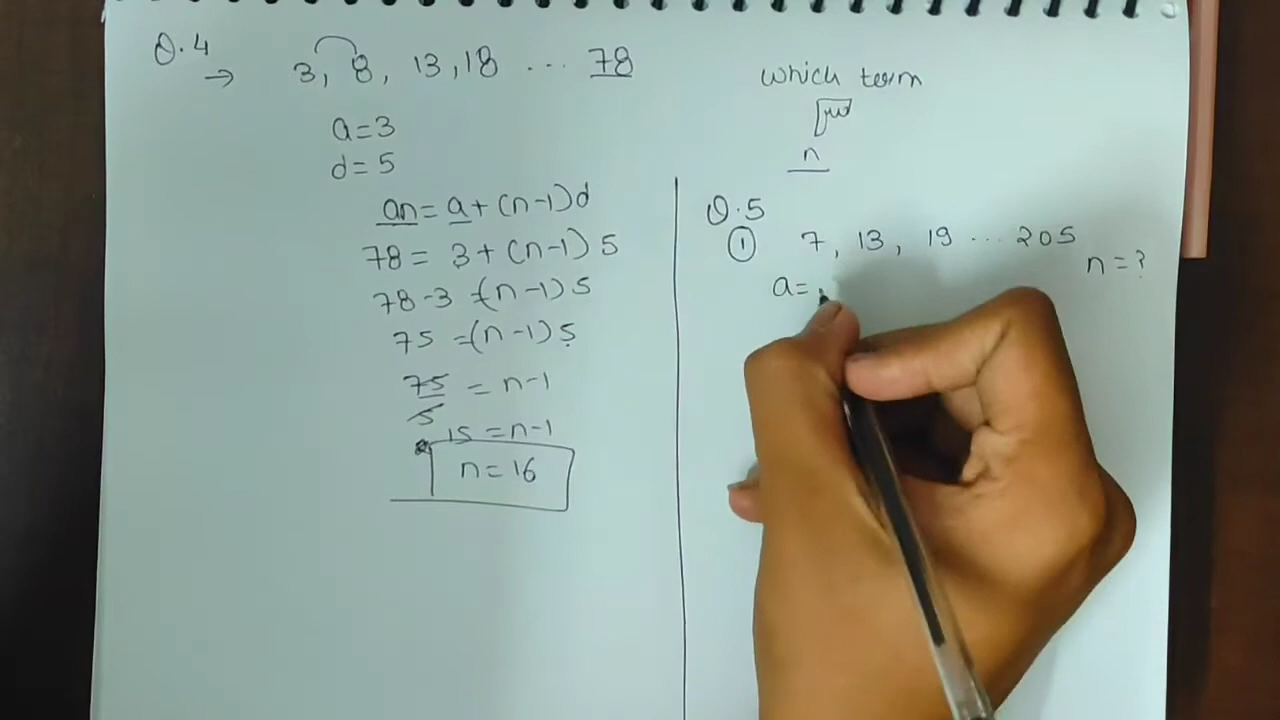 Q.4
→ 3, 8, 13, 18 ... 78
a=3
d=5
an = a + (n-1)d
78 = 3 + (n-1) 5
78-3 =(n-1) 5
75 =(n-1) 5
75/5 = n-1
15 = n-1
n=16
which term
n
Q.5
① 7, 13, 19 ... 205
n=?
a=